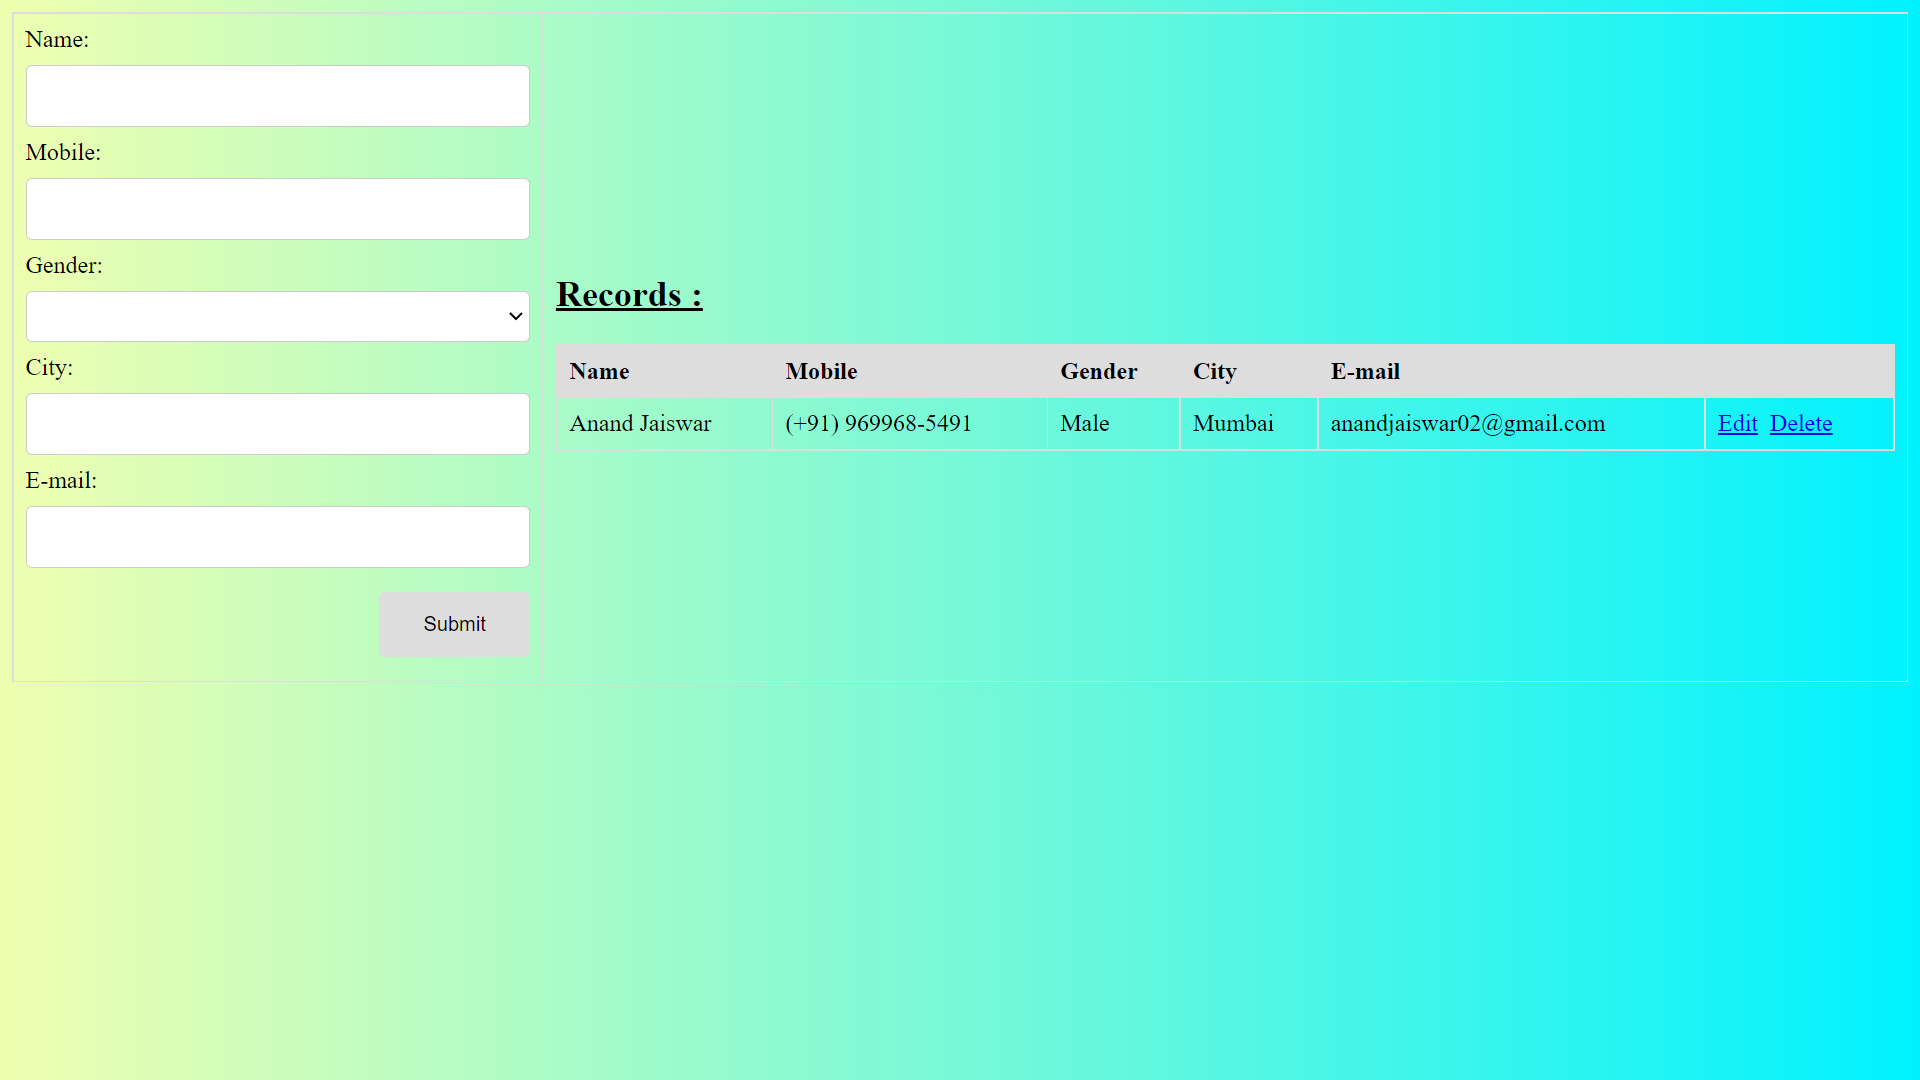 Name:
Mobile:
Gender:
City:
E-mail:
Submit
Records :
Name Mobile Gender City E-mail
Anand Jaiswar (+91) 969968-5491 Male Mumbai anandjaiswar02@gmail.com Edit Delete